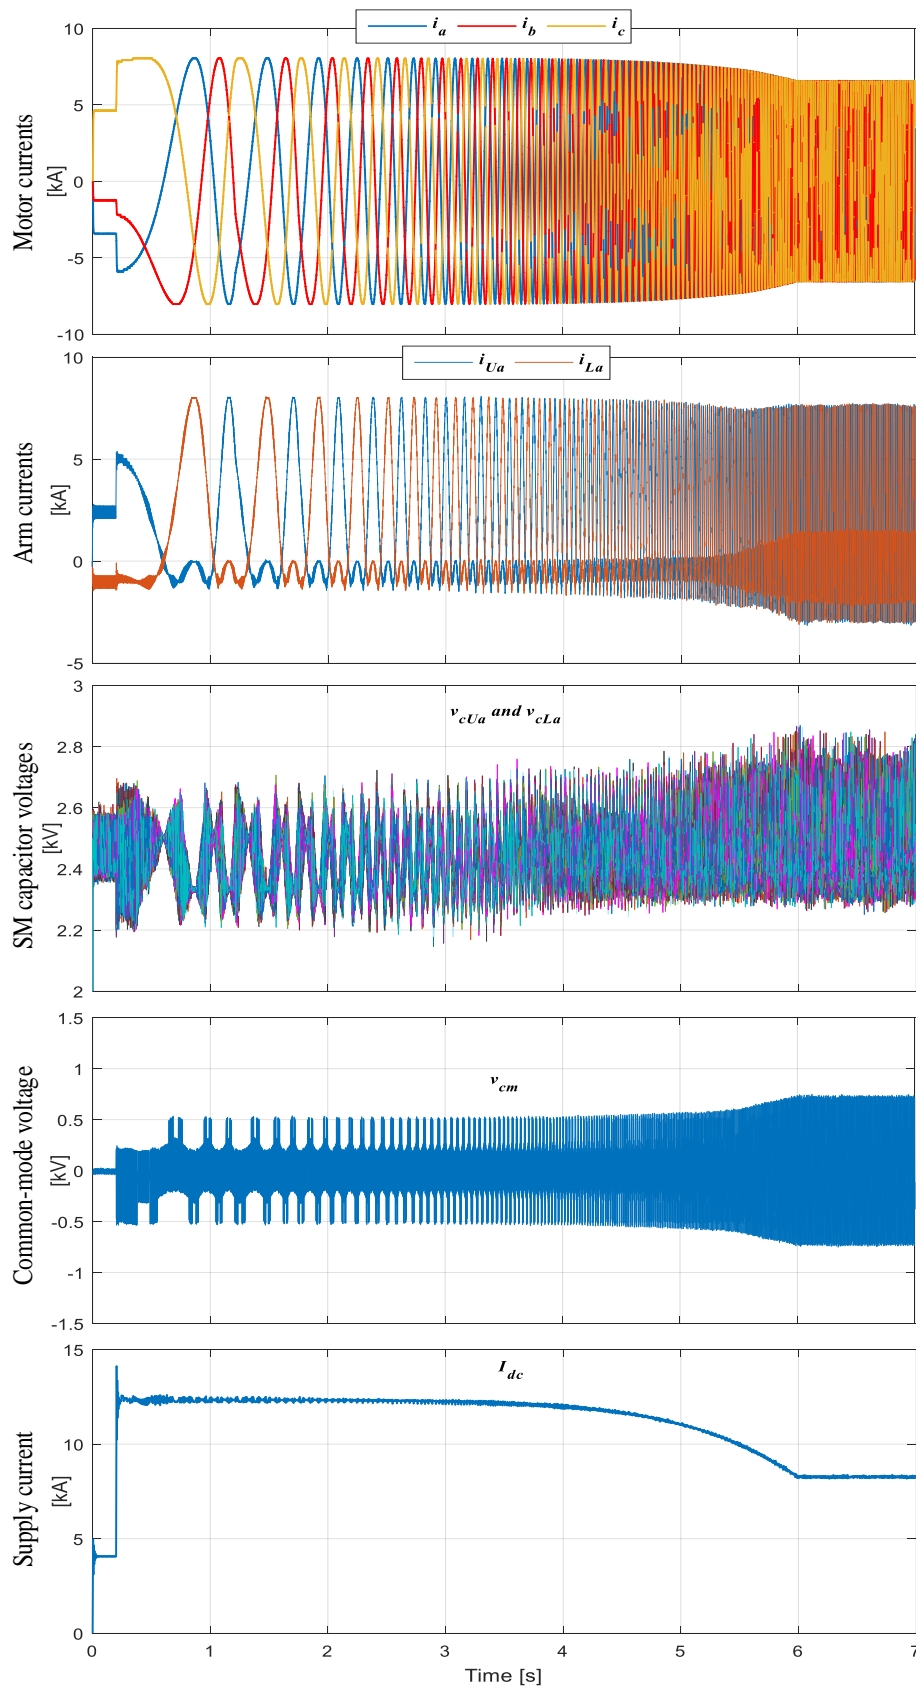 i_a i_b i_c
Motor currents
[kA]
10
5
0
-5
-10
i_Ua i_La
Arm currents
[kA]
10
5
0
-5
v_cUa and v_cLa
SM capacitor voltages
[kV]
3
2.8
2.6
2.4
2.2
2
v_cm
Common-mode voltage
[kV]
1.5
1
0.5
0
-0.5
-1
-1.5
I_dc
Supply current
[kA]
15
10
5
0
0 1 2 3 4 5 6 7
Time [s]